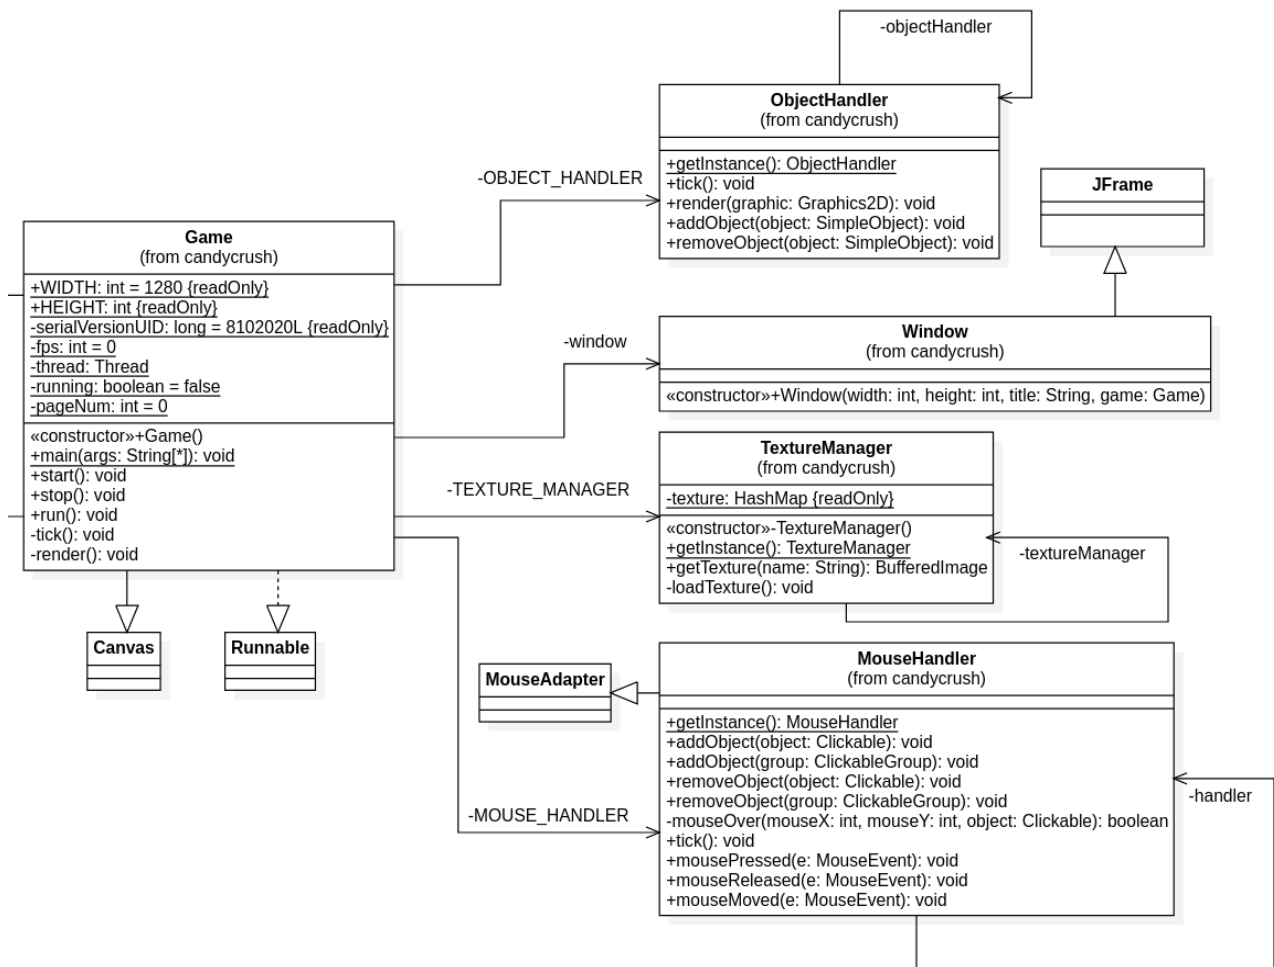 -objectHandler
ObjectHandler
(from candycrush)
+getInstance(): ObjectHandler
+tick(): void
+render(graphic: Graphics2D): void
+addObject(object: SimpleObject): void
+removeObject(object: SimpleObject): void
-OBJECT_HANDLER
JFrame
Game
(from candycrush)
+WIDTH: int = 1280 {readOnly}
+HEIGHT: int {readOnly}
-serialVersionUID: long = 8102020L {readOnly}
-fps: int = 0
-thread: Thread
-running: boolean = false
-pageNum: int = 0
«constructor»+Game()
+main(args: String[*]): void
+start(): void
+stop(): void
+run(): void
-tick(): void
-render(): void
-window
Window
(from candycrush)
«constructor»+Window(width: int, height: int, title: String, game: Game)
-TEXTURE_MANAGER
TextureManager
(from candycrush)
-texture: HashMap {readOnly}
«constructor»-TextureManager()
+getInstance(): TextureManager
+getTexture(name: String): BufferedImage
-loadTexture(): void
-textureManager
Canvas
Runnable
MouseAdapter
MouseHandler
(from candycrush)
+getInstance(): MouseHandler
+addObject(object: Clickable): void
+addObject(group: ClickableGroup): void
+removeObject(object: Clickable): void
+removeObject(group: ClickableGroup): void
-mouseOver(mouseX: int, mouseY: int, object: Clickable): boolean
+tick(): void
+mousePressed(e: MouseEvent): void
+mouseReleased(e: MouseEvent): void
+mouseMoved(e: MouseEvent): void
-MOUSE_HANDLER
-handler